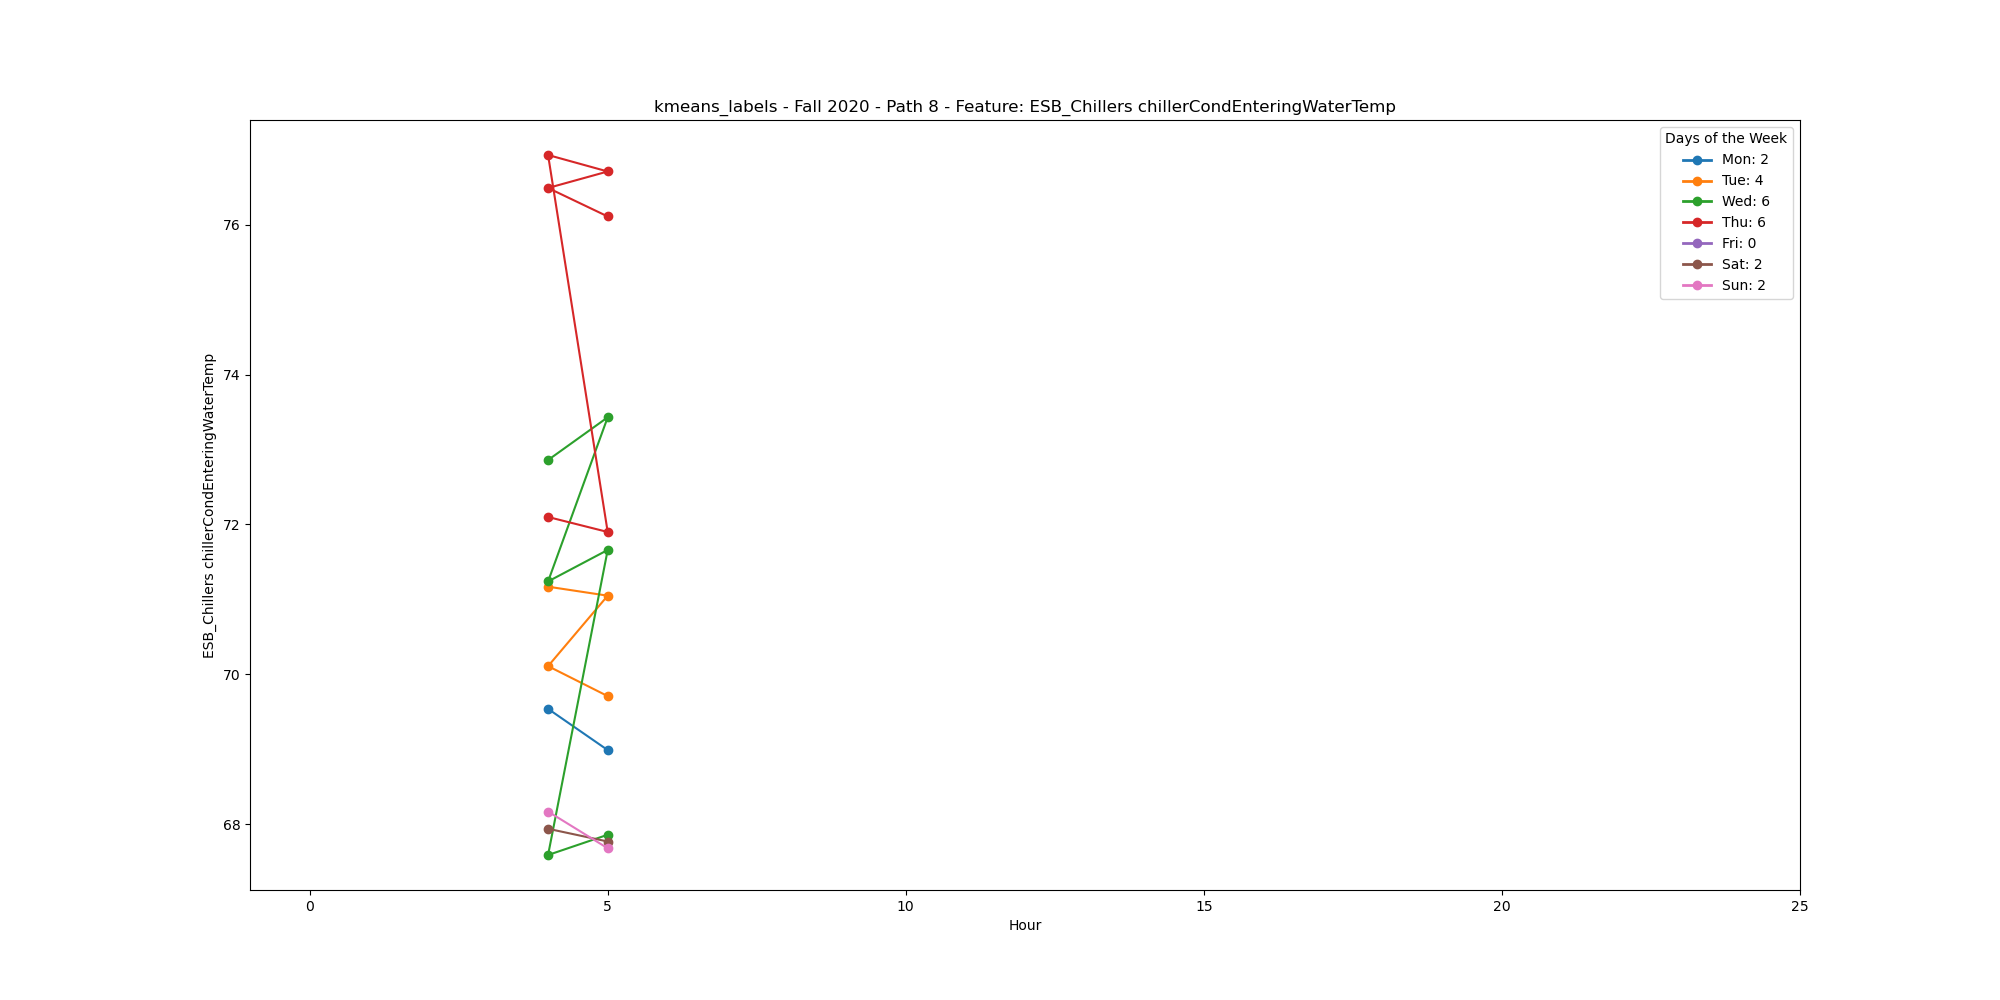 kmeans_labels - Fall 2020 - Path 8 - Feature: ESB_Chillers chillerCondEnteringWaterTemp
Days of the Week
Mon: 2
Tue: 4
Wed: 6
Thu: 6
Fri: 0
Sat: 2
Sun: 2
76
74
72
70
68
ESB_Chillers chillerCondEnteringWaterTemp
0 5 10 15 20 25
Hour